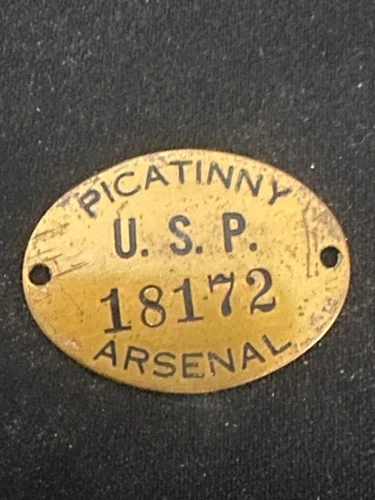 PICATINNY
U. S. P.
18172
ARSENAL